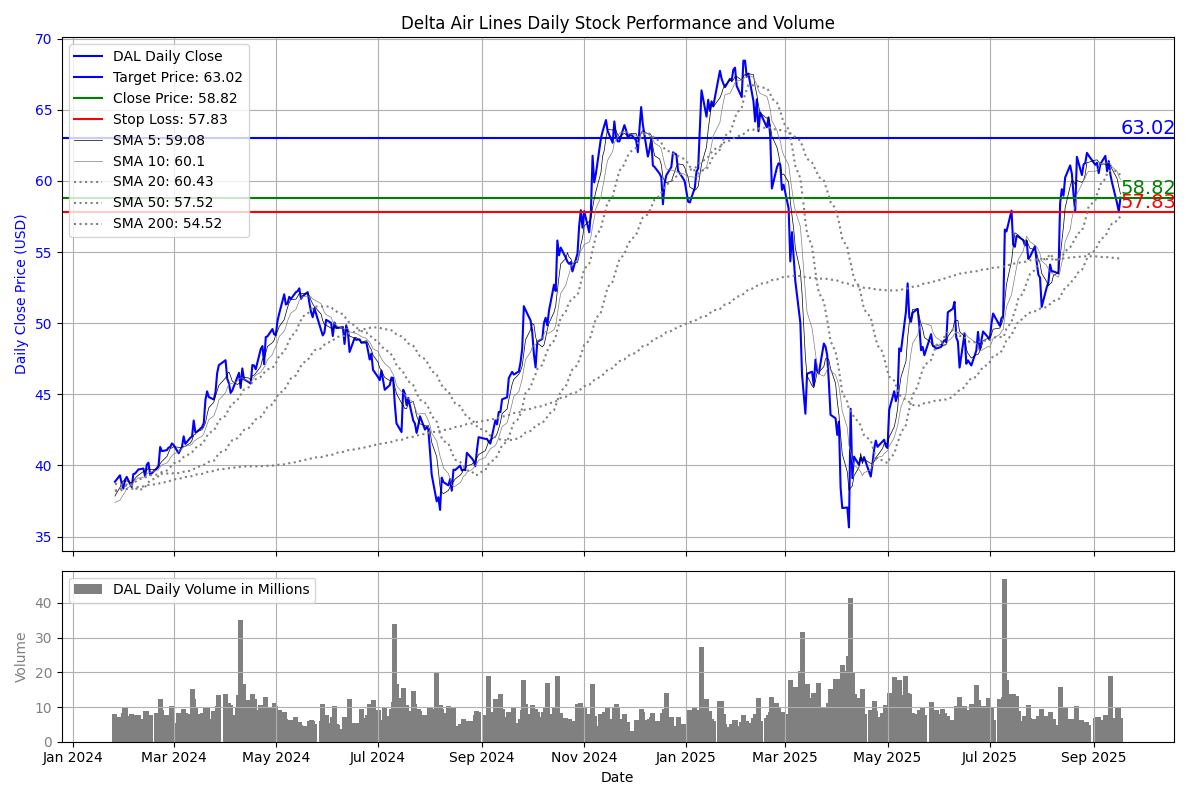 Delta Air Lines Daily Stock Performance and Volume
70
65
60
55
50
45
40
35
Daily Close Price (USD)
DAL Daily Close
Target Price: 63.02
Close Price: 58.82
Stop Loss: 57.83
SMA 5: 59.08
SMA 10: 60.1
SMA 20: 60.43
SMA 50: 57.52
SMA 200: 54.52
63.02
58.82
57.83
DAL Daily Volume in Millions
40
30
20
10
0
Volume
Jan 2024 Mar 2024 May 2024 Jul 2024 Sep 2024 Nov 2024 Jan 2025 Mar 2025 May 2025 Jul 2025 Sep 2025
Date